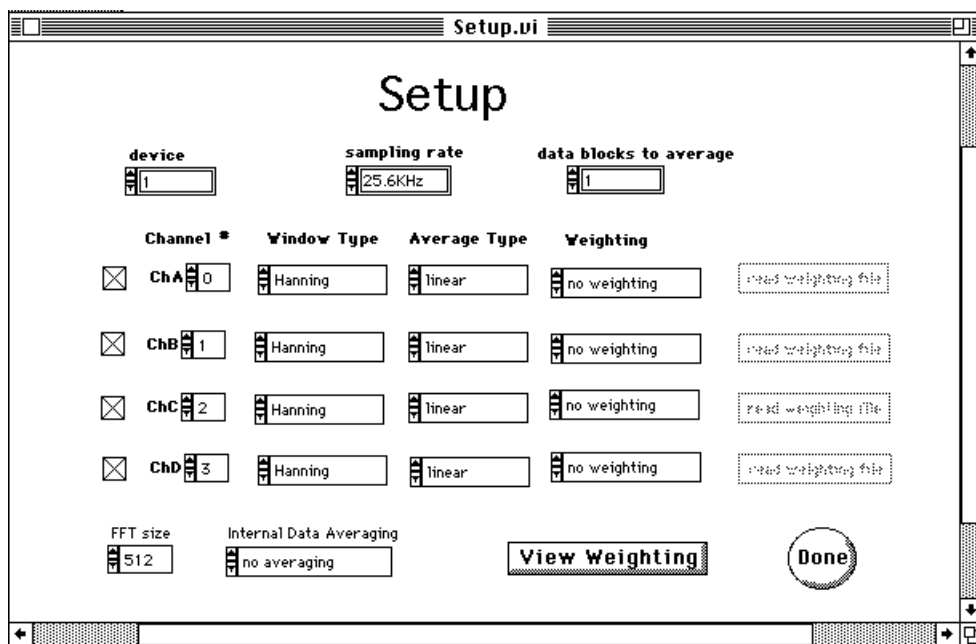 Setup.vi
Setup
device sampling rate data blocks to average
1 25.6KHz 1
Channel # Window Type Average Type Weighting
ChA 0 Hanning linear no weighting read weighting file
ChB 1 Hanning linear no weighting read weighting file
ChC 2 Hanning linear no weighting read weighting file
ChD 3 Hanning linear no weighting read weighting file
FFT size Internal Data Averaging
512 no averaging View Weighting Done